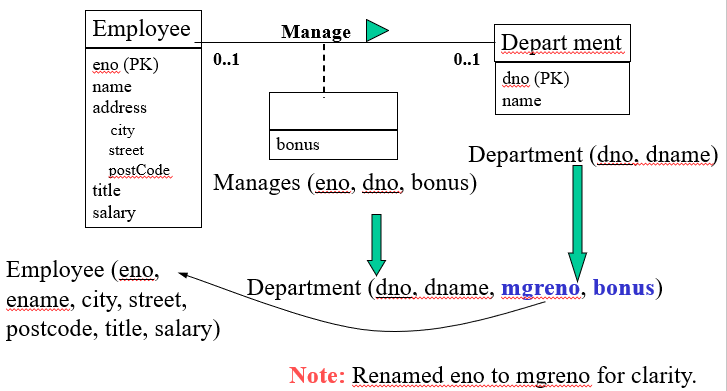 Employee
eno (PK)
name
address
city
street
postCode
title
salary
Manage
0..1
0..1
Depart ment
dno (PK)
name
bonus
Manages (eno, dno, bonus)
Department (dno, dname)
Employee (eno,
ename, city, street,
postcode, title, salary)
Department (dno, dname, mgreno, bonus)
Note: Renamed eno to mgreno for clarity.